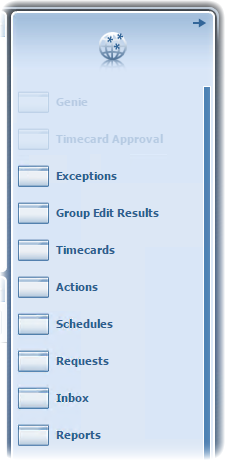 Genie
Timecard Approval
Exceptions
Group Edit Results
Timecards
Actions
Schedules
Requests
Inbox
Reports